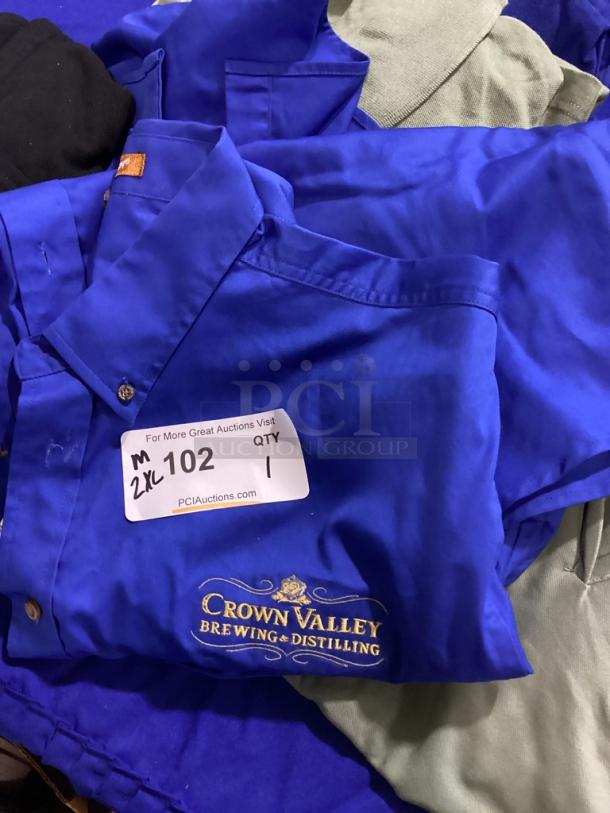 For More Great Auctions Visit
M
2XL
102
QTY
1
PCIAuctions.com
PCI
AUCTION GROUP
CROWN VALLEY
BREWING & DISTILLING